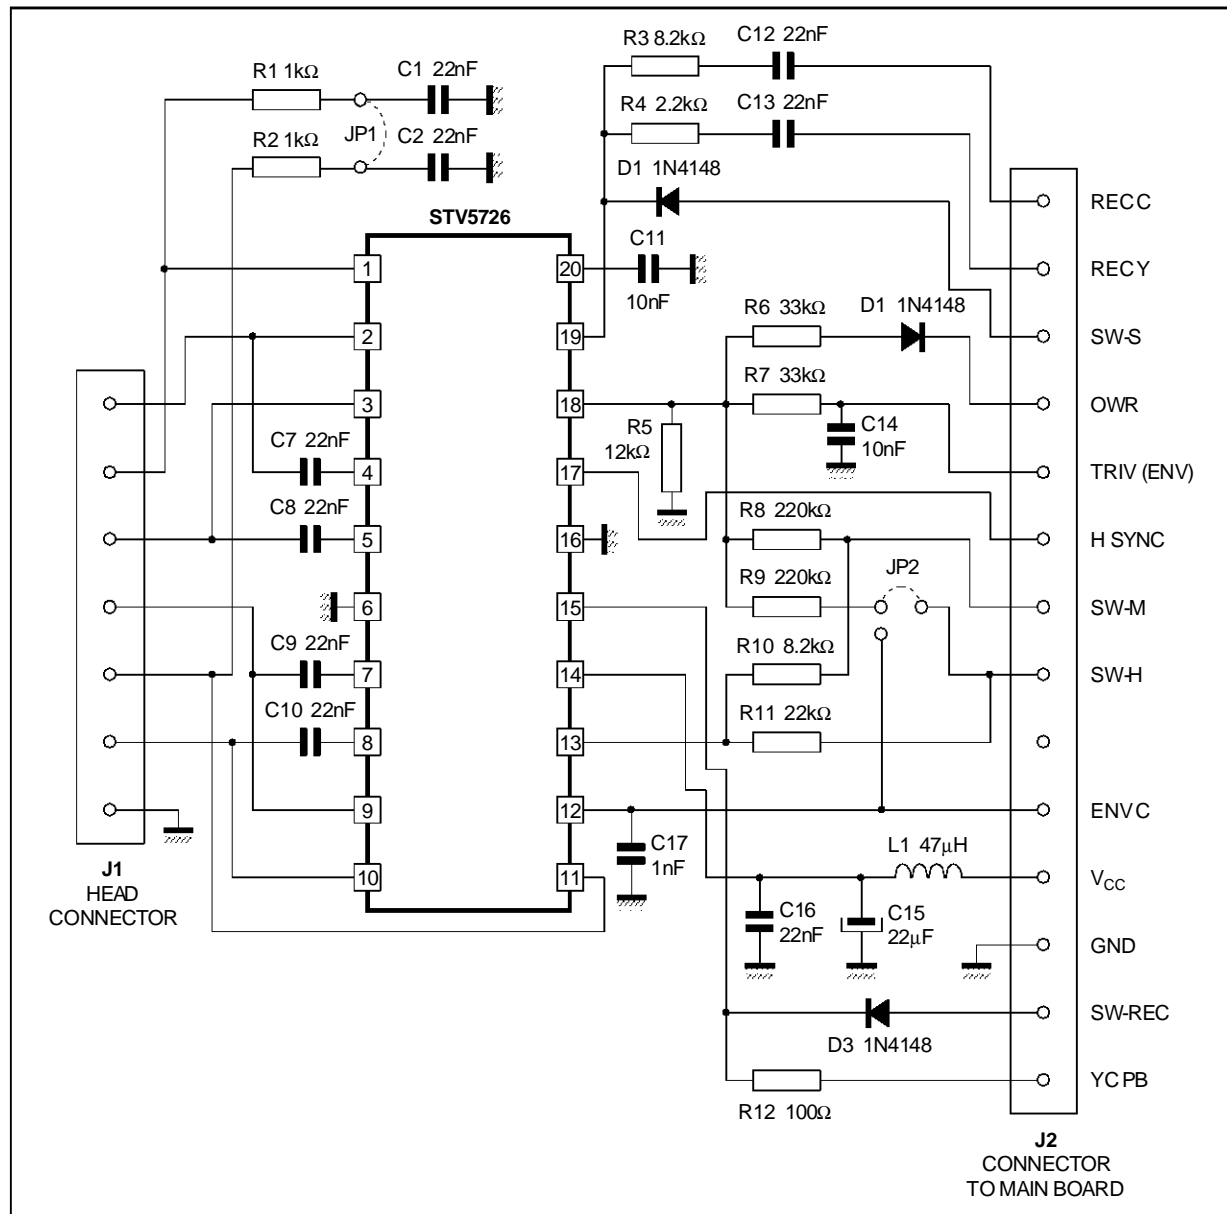 R3 8.2kΩ
C12 22nF
R1 1kΩ
C1 22nF
R4 2.2kΩ
C13 22nF
JP1
R2 1kΩ
C2 22nF
D1 1N4148
STV5726
REC C
C11
10nF
REC Y
R6 33kΩ
D1 1N4148
SW-S
R7 33kΩ
OWR
R5
12kΩ
C14
10nF
C7 22nF
TRIV (ENV)
C8 22nF
R8 220kΩ
H SYNC
JP2
R9 220kΩ
SW-M
C9 22nF
R10 8.2kΩ
SW-H
C10 22nF
R11 22kΩ
ENV C
C17
1nF
L1 47µH
VCC
C16
22nF
C15
22µF
GND
SW-REC
D3 1N4148
YC PB
R12 100Ω
1
2
3
4
5
6
7
8
9
10
20
19
18
17
16
15
14
13
12
11
J1
HEAD
CONNECTOR
J2
CONNECTOR
TO MAIN BOARD